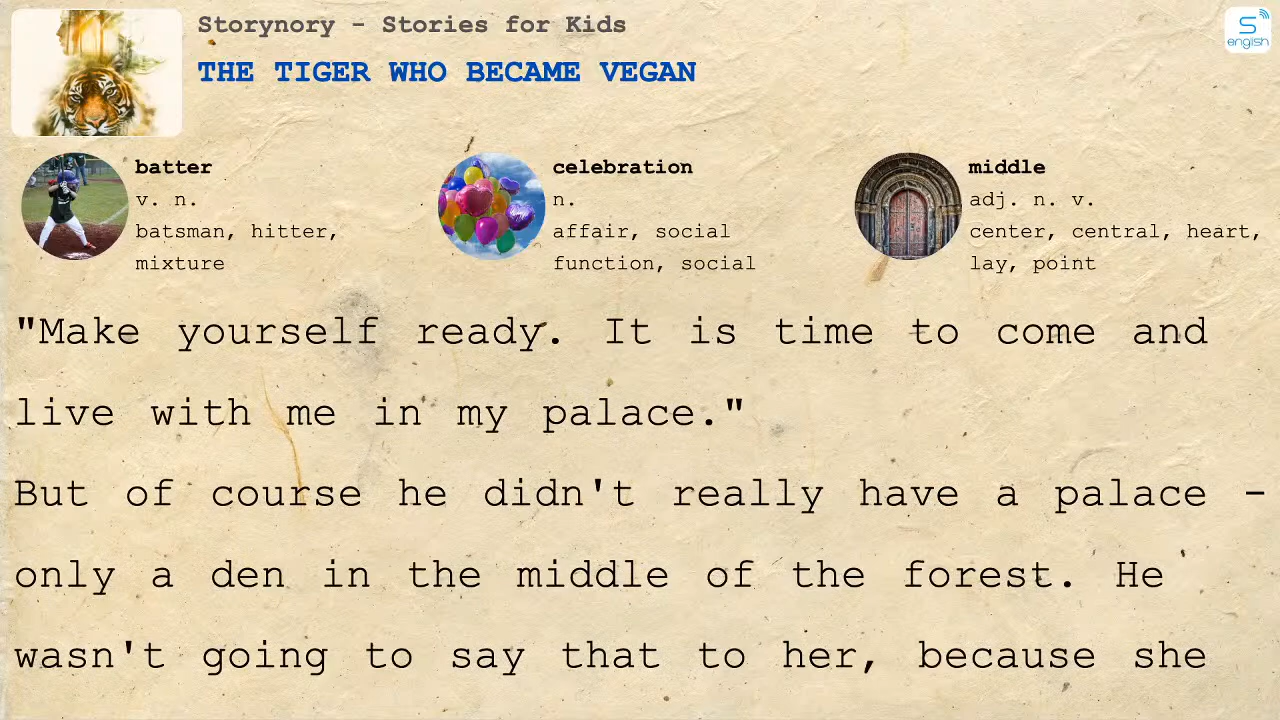 Storynory - Stories for Kids
THE TIGER WHO BECAME VEGAN
S
english
batter
v. n.
batsman, hitter,
mixture
celebration
n.
affair, social
function, social
middle
adj. n. v.
center, central, heart,
lay, point
"Make yourself ready. It is time to come and
live with me in my palace."
But of course he didn't really have a palace -
only a den in the middle of the forest. He
wasn't going to say that to her, because she